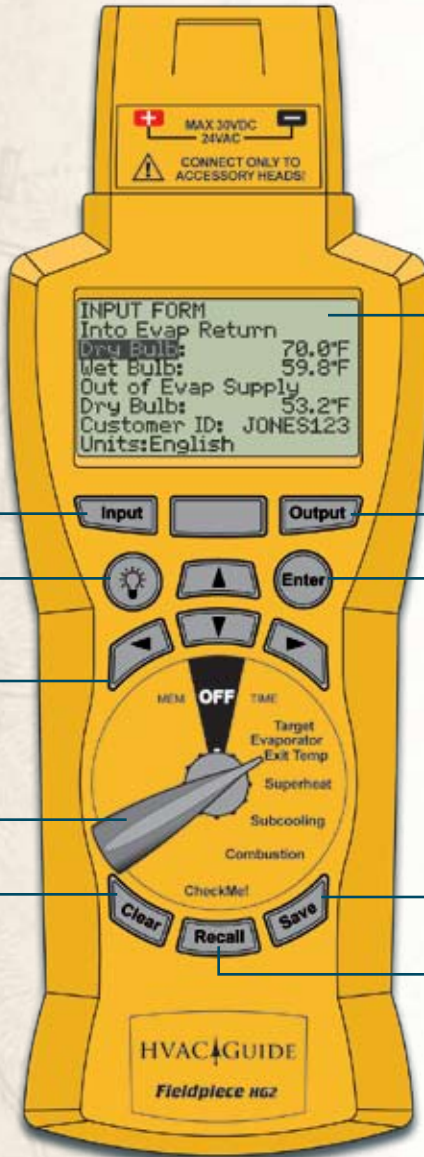 + MAX 30VDC -
24VAC
CONNECT ONLY TO
ACCESSORY HEADS!
INPUT FORM
Into Evap Return
Dry Bulb: 70.0°F
Wet Bulb: 59.8°F
Out of Evap Supply
Dry Bulb: 53.2°F
Customer ID: JONES123
Units:English
Input
Output
Enter
MEM OFF TIME
Target
Evaporator
Exit Temp
Superheat
Subcooling
Combustion
CheckMe!
Clear
Recall
Save
HVAC GUIDE
Fieldpiece HG2